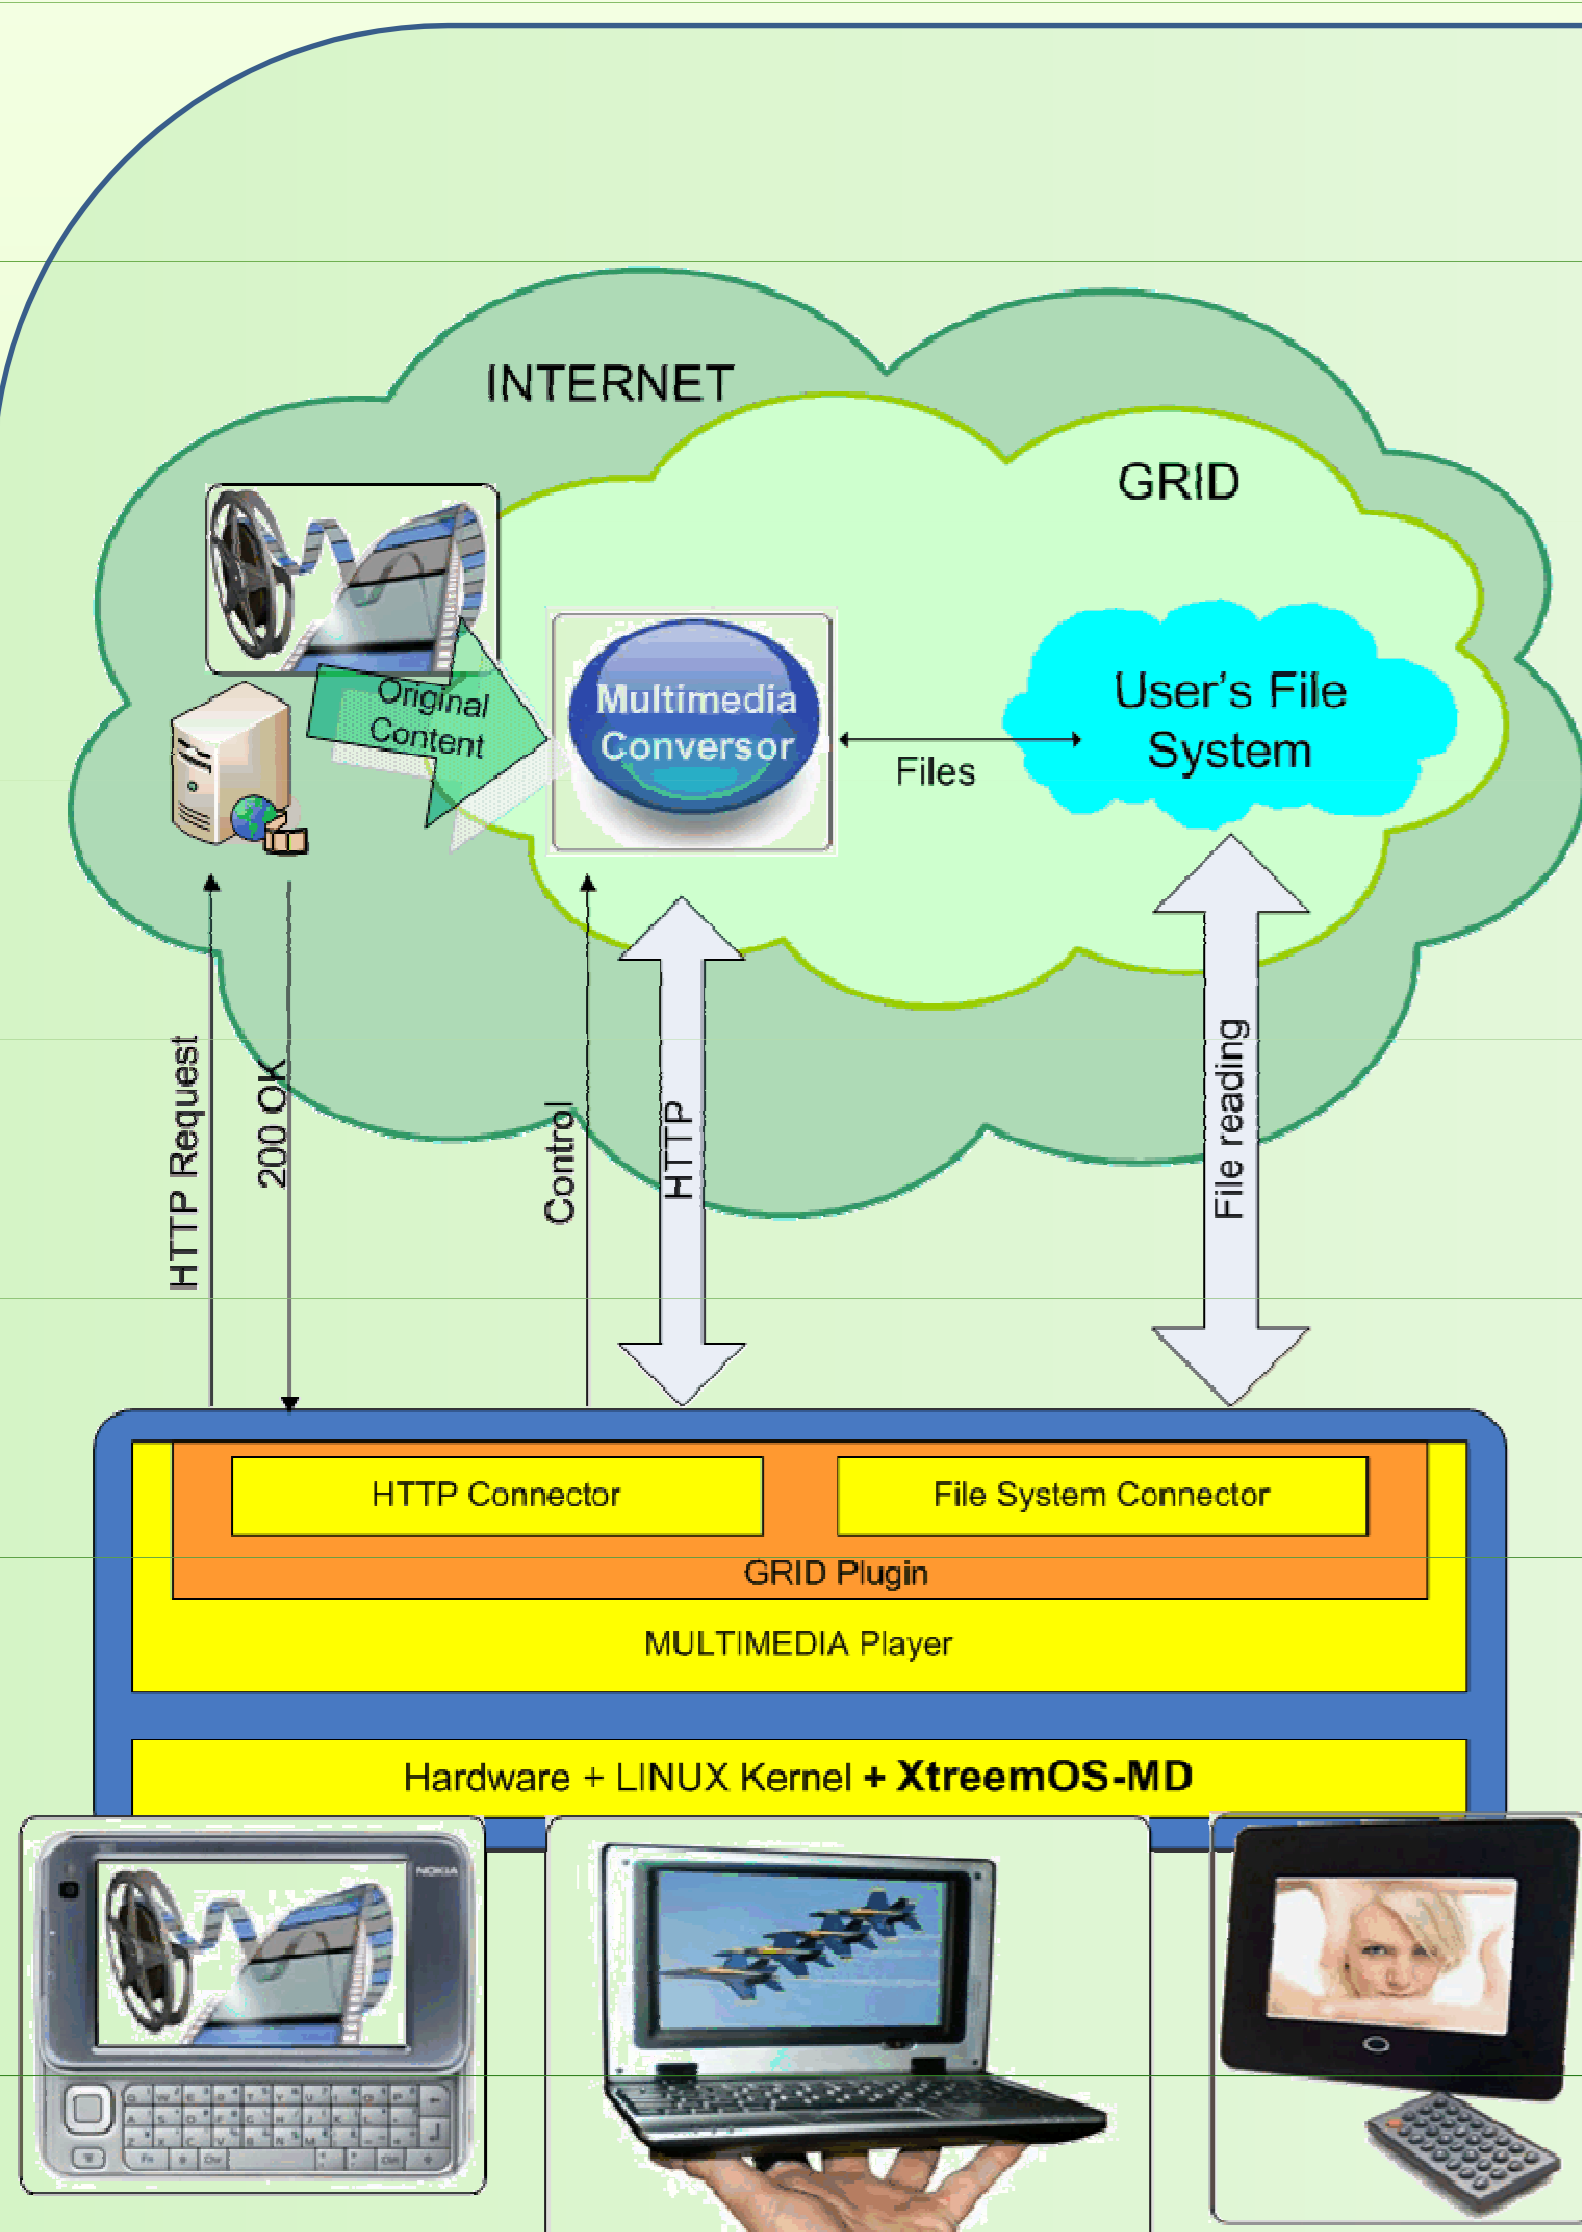 INTERNET
GRID
Original
Content
Multimedia
Conversor
Files
User's File
System
HTTP Request
200 OK
Control
HTTP
File reading
HTTP Connector
File System Connector
GRID Plugin
MULTIMEDIA Player
Hardware + LINUX Kernel + XtreemOS-MD
NOKIA